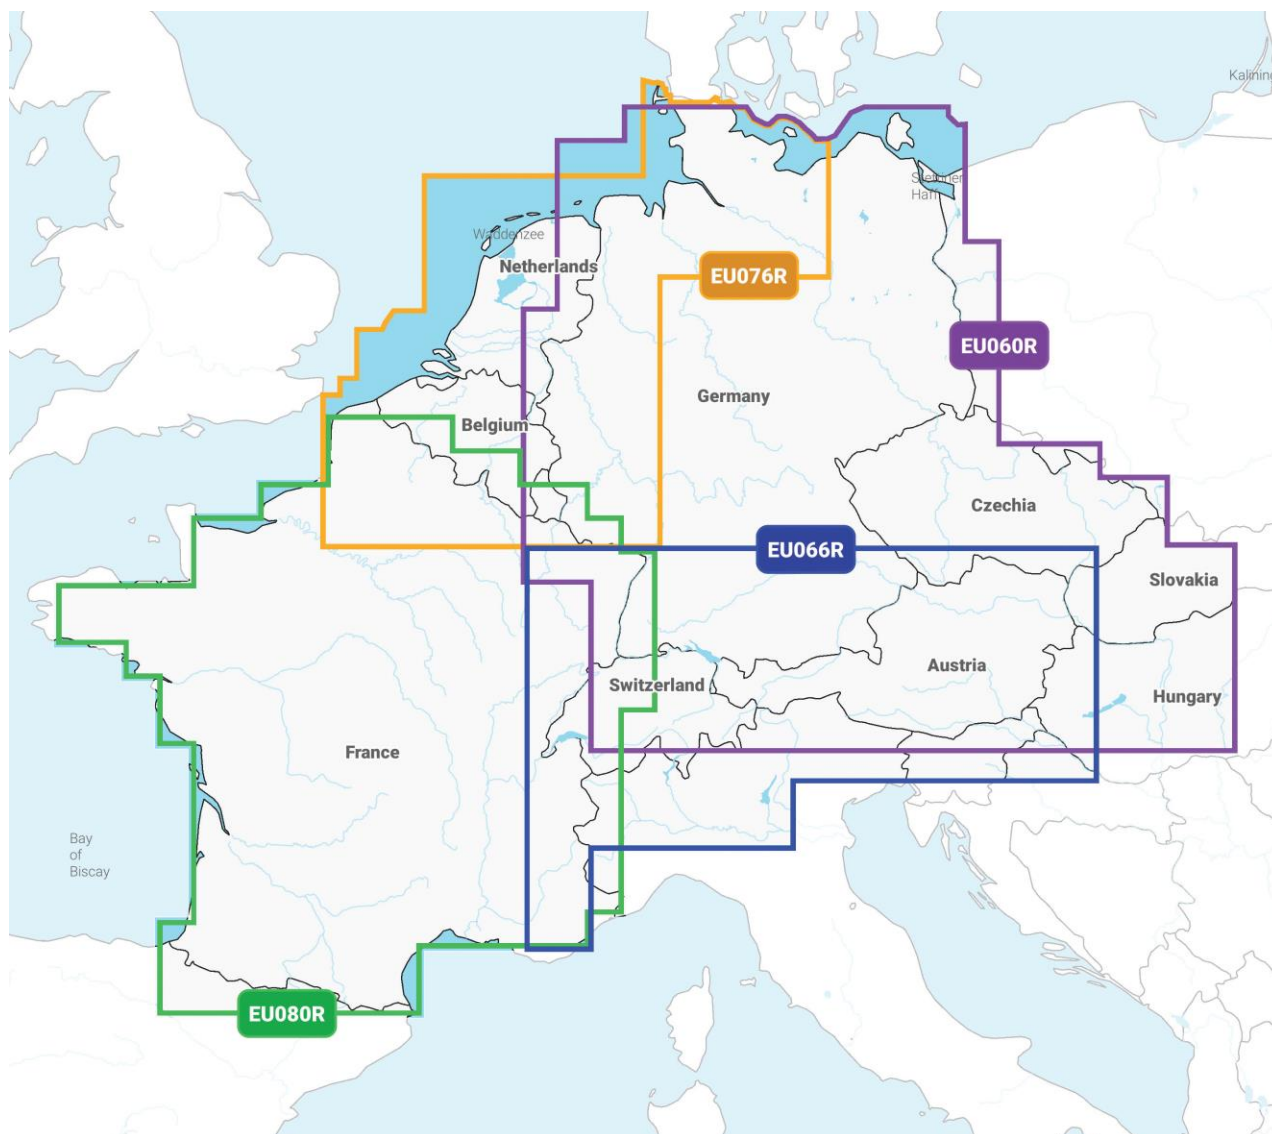 Kalining
Stettiner
Haff
Waddenzee
Netherlands
EU076R
EU060R
Germany
Belgium
Czechia
EU066R
Slovakia
Austria
Switzerland
Hungary
France
Bay
of
Biscay
EU080R